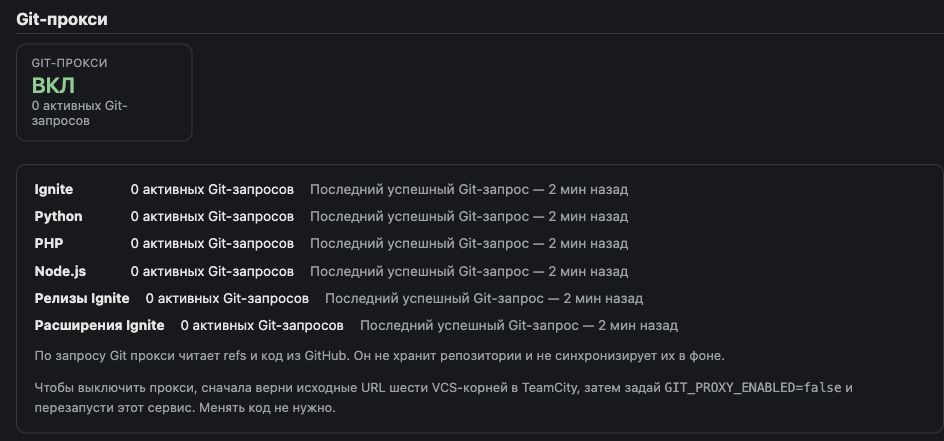 Git-прокси
GIT-ПРОКСИ
ВКЛ
0 активных Git-
запросов
Ignite 0 активных Git-запросов Последний успешный Git-запрос — 2 мин назад
Python 0 активных Git-запросов Последний успешный Git-запрос — 2 мин назад
PHP 0 активных Git-запросов Последний успешный Git-запрос — 2 мин назад
Node.js 0 активных Git-запросов Последний успешный Git-запрос — 2 мин назад
Релизы Ignite 0 активных Git-запросов Последний успешный Git-запрос — 2 мин назад
Расширения Ignite 0 активных Git-запросов Последний успешный Git-запрос — 2 мин назад
По запросу Git прокси читает refs и код из GitHub. Он не хранит репозитории и не синхронизирует их в фоне.
Чтобы выключить прокси, сначала верни исходные URL шести VCS-корней в TeamCity, затем задай GIT_PROXY_ENABLED=false и
перезапусти этот сервис. Менять код не нужно.